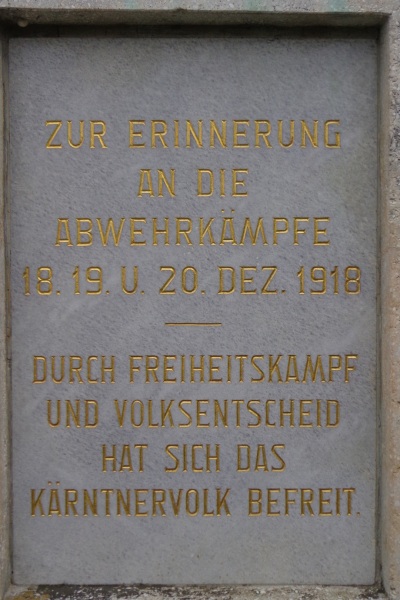 ZUR ERINNERUNG
AN DIE
ABWEHRKÄMPFE
18. 19. U. 20. DEZ. 1918
DURCH FREIHEITSKAMPF
UND VOLKSENTSCHEID
HAT SICH DAS
KÄRNTNERVOLK BEFREIT.